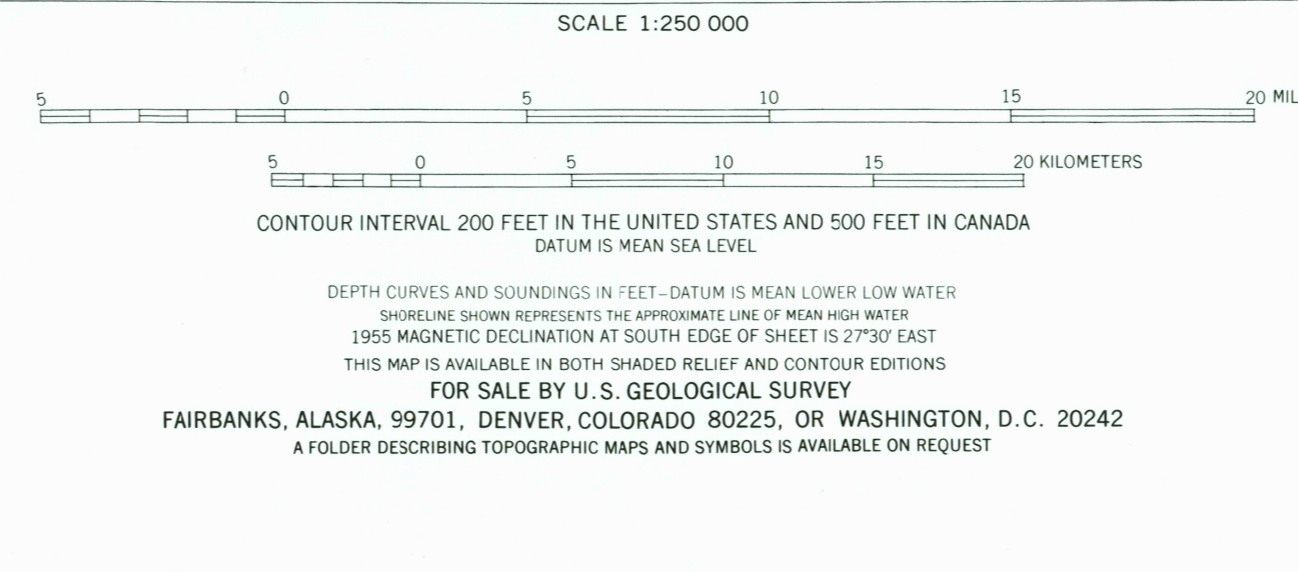 SCALE 1:250 000
5 0 5 10 15 20 MIL
5 0 5 10 15 20 KILOMETERS
CONTOUR INTERVAL 200 FEET IN THE UNITED STATES AND 500 FEET IN CANADA
DATUM IS MEAN SEA LEVEL
DEPTH CURVES AND SOUNDINGS IN FEET–DATUM IS MEAN LOWER LOW WATER
SHORELINE SHOWN REPRESENTS THE APPROXIMATE LINE OF MEAN HIGH WATER
1955 MAGNETIC DECLINATION AT SOUTH EDGE OF SHEET IS 27°30′ EAST
THIS MAP IS AVAILABLE IN BOTH SHADED RELIEF AND CONTOUR EDITIONS
FOR SALE BY U.S. GEOLOGICAL SURVEY
FAIRBANKS, ALASKA, 99701, DENVER, COLORADO 80225, OR WASHINGTON, D.C. 20242
A FOLDER DESCRIBING TOPOGRAPHIC MAPS AND SYMBOLS IS AVAILABLE ON REQUEST